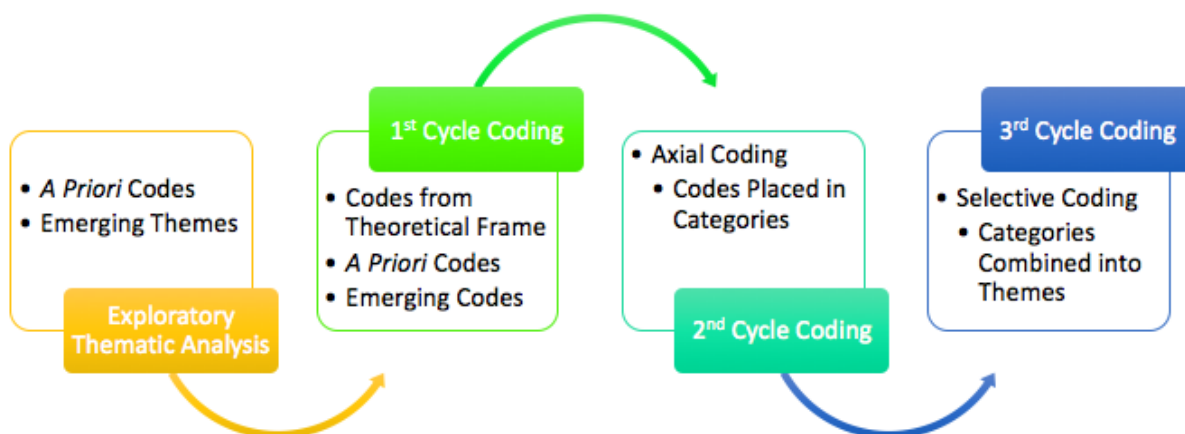 • A Priori Codes
• Emerging Themes
Exploratory
Thematic Analysis
1st Cycle Coding
• Codes from
Theoretical Frame
• A Priori Codes
• Emerging Codes
• Axial Coding
• Codes Placed in
Categories
2nd Cycle Coding
3rd Cycle Coding
• Selective Coding
• Categories
Combined into
Themes